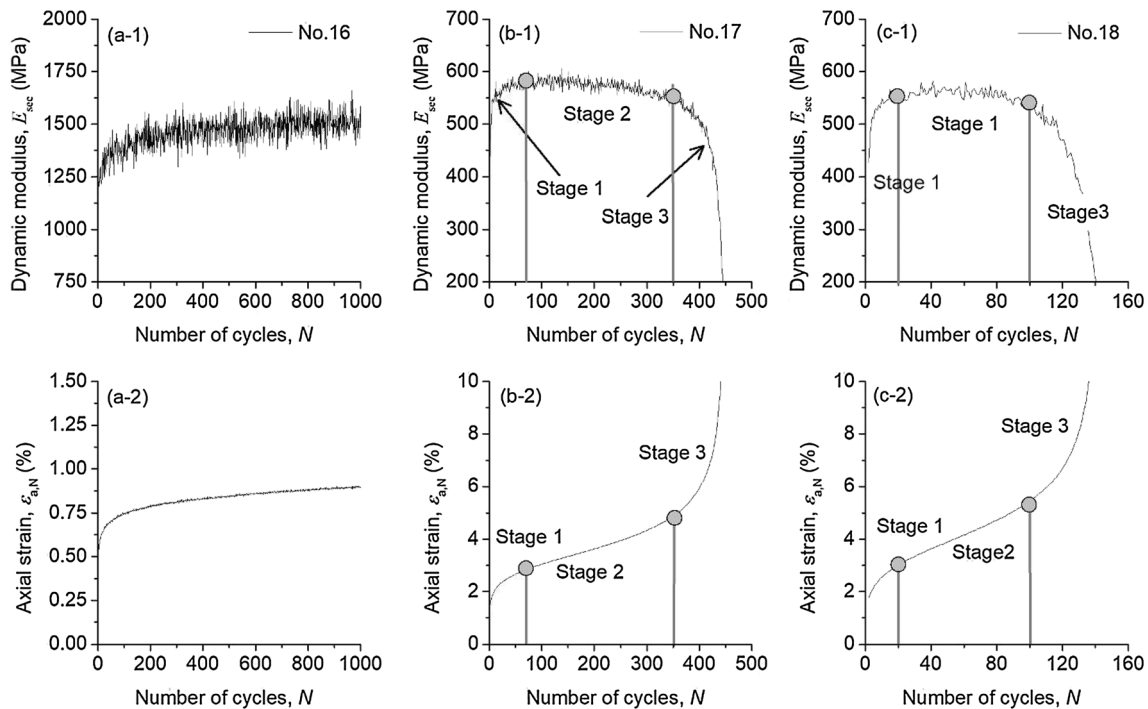 (a-1)
No.16
Dynamic modulus, Esec (MPa)
2000
1750
1500
1250
1000
750
0 200 400 600 800 1000
Number of cycles, N
(b-1)
No.17
Dynamic modulus, Esec (MPa)
700
600
500
400
300
200
Stage 2
Stage 1
Stage 3
0 100 200 300 400 500
Number of cycles, N
(c-1)
No.18
Dynamic modulus, Esec (MPa)
700
600
500
400
300
200
Stage 1
Stage 1
Stage3
0 40 80 120 160
Number of cycles, N
(a-2)
Axial strain, εa,N (%)
1.50
1.25
1.00
0.75
0.50
0.25
0.00
0 200 400 600 800 1000
Number of cycles, N
(b-2)
Axial strain, εa,N (%)
10
8
6
4
2
0
Stage 3
Stage 1
Stage 2
0 100 200 300 400 500
Number of cycles, N
(c-2)
Axial strain, εa,N (%)
10
8
6
4
2
0
Stage 3
Stage 1
Stage2
0 40 80 120 160
Number of cycles, N